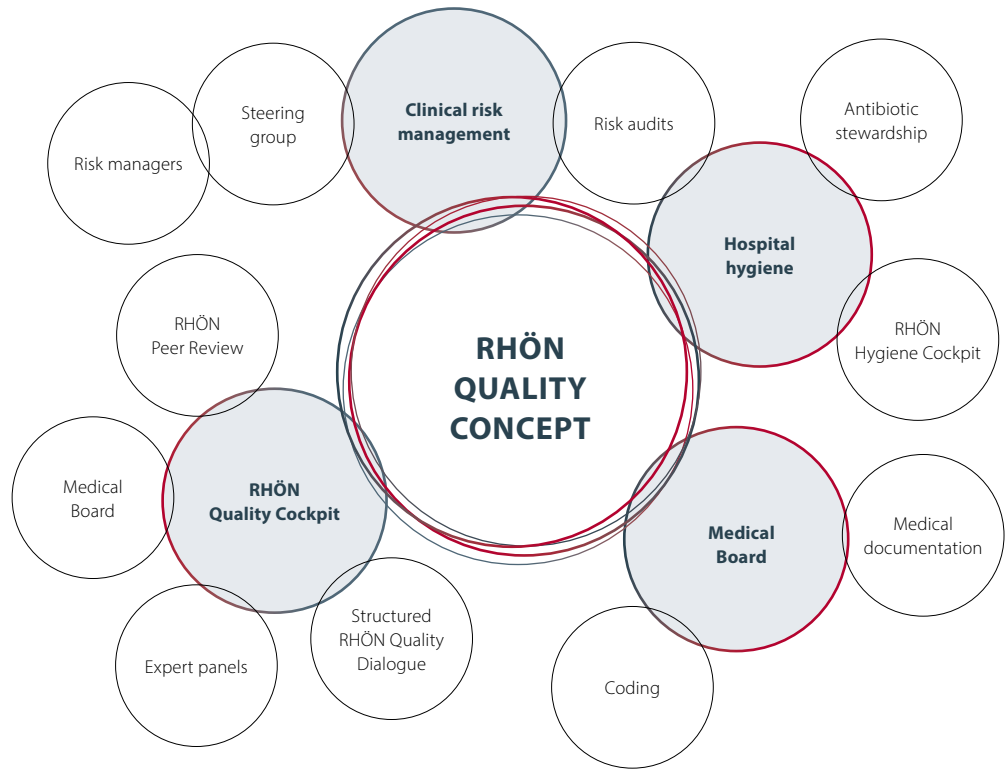 Clinical risk
management
Steering
group
Risk managers
Risk audits
Antibiotic
stewardship
Hospital
hygiene
RHÖN
Hygiene Cockpit
RHÖN
Peer Review
RHÖN
QUALITY
CONCEPT
Medical
Board
RHÖN
Quality Cockpit
Medical
Board
Medical
documentation
Expert panels
Structured
RHÖN Quality
Dialogue
Coding